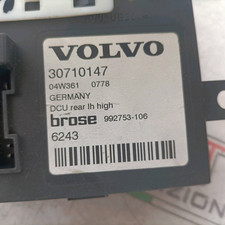 VOLVO
30710147
04W361 0778
GERMANY
DCU rear lh high
brose 992753-106
6243